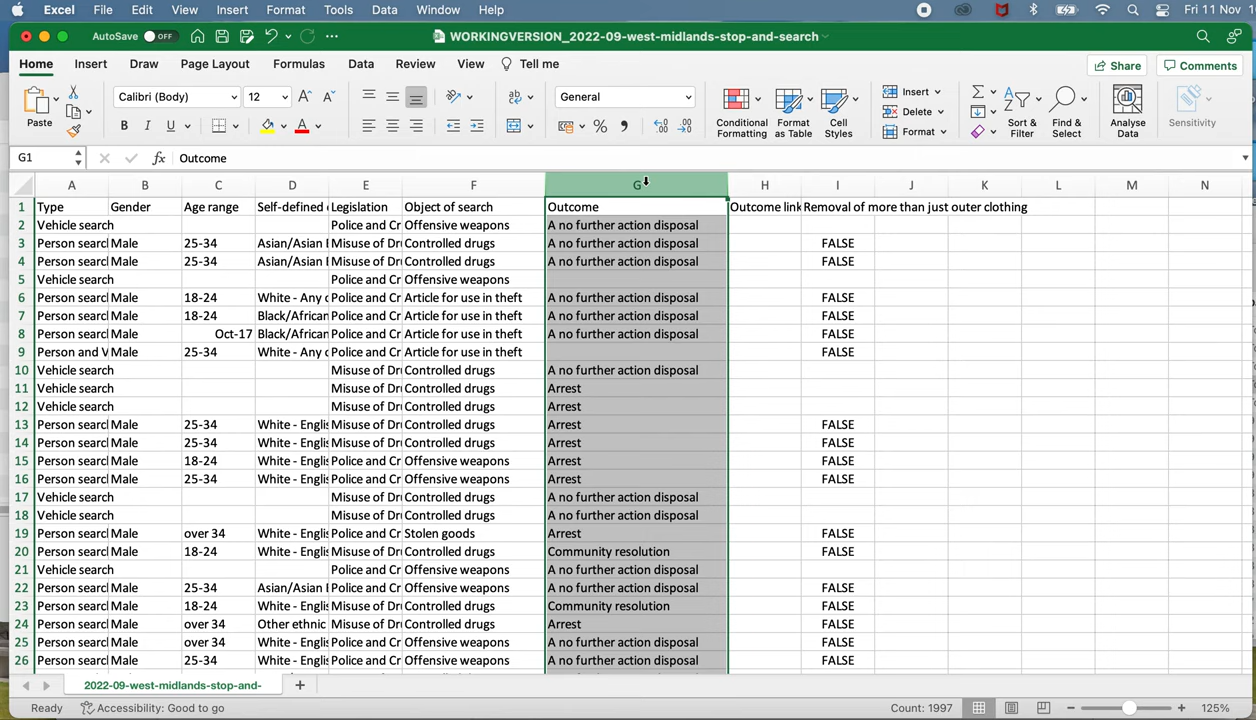 Excel File Edit View Insert Format Tools Data Window Help Fri 11 Nov
AutoSave OFF WORKINGVERSION_2022-09-west-midlands-stop-and-search
Home Insert Draw Page Layout Formulas Data Review View Tell me Share Comments
Paste Calibri (Body) 12 General Conditional Formatting Format as Table Cell Styles Insert Delete Format Sort & Filter Find & Select Analyse Data Sensitivity
B I U
G1 fx Outcome
A B C D E F G H I J K L M N
1 Type Gender Age range Self-defined Legislation Object of search Outcome Outcome link Removal of more than just outer clothing
2 Vehicle search Police and Cr Offensive weapons A no further action disposal
3 Person searc Male 25-34 Asian/Asian Misuse of Dr Controlled drugs A no further action disposal FALSE
4 Person searc Male 25-34 Asian/Asian Misuse of Dr Controlled drugs A no further action disposal FALSE
5 Vehicle search Police and Cr Offensive weapons
6 Person searc Male 18-24 White - Any Police and Cr Article for use in theft A no further action disposal FALSE
7 Person searc Male 18-24 Black/African Police and Cr Article for use in theft A no further action disposal FALSE
8 Person searc Male Oct-17 Black/African Police and Cr Article for use in theft A no further action disposal FALSE
9 Person and V Male 25-34 White - Any Police and Cr Article for use in theft FALSE
10 Vehicle search Misuse of Dr Controlled drugs A no further action disposal
11 Vehicle search Misuse of Dr Controlled drugs Arrest
12 Vehicle search Misuse of Dr Controlled drugs Arrest
13 Person searc Male 25-34 White - Englis Misuse of Dr Controlled drugs Arrest FALSE
14 Person searc Male 25-34 White - Englis Misuse of Dr Controlled drugs Arrest FALSE
15 Person searc Male 18-24 White - Englis Police and Cr Offensive weapons Arrest FALSE
16 Person searc Male 25-34 White - Englis Police and Cr Offensive weapons Arrest FALSE
17 Vehicle search Misuse of Dr Controlled drugs A no further action disposal
18 Vehicle search Misuse of Dr Controlled drugs A no further action disposal
19 Person searc Male over 34 White - Englis Police and Cr Stolen goods Arrest FALSE
20 Person searc Male 18-24 White - Englis Misuse of Dr Controlled drugs Community resolution FALSE
21 Vehicle search Police and Cr Offensive weapons A no further action disposal
22 Person searc Male 25-34 Asian/Asian Police and Cr Offensive weapons A no further action disposal FALSE
23 Person searc Male 18-24 White - Englis Misuse of Dr Controlled drugs Community resolution FALSE
24 Person searc Male over 34 Other ethnic Misuse of Dr Controlled drugs Arrest FALSE
25 Person searc Male over 34 White - Englis Police and Cr Offensive weapons A no further action disposal FALSE
26 Person searc Male 25-34 White - Englis Police and Cr Offensive weapons A no further action disposal FALSE
2022-09-west-midlands-stop-and-
Ready Accessibility: Good to go Count: 1997 125%